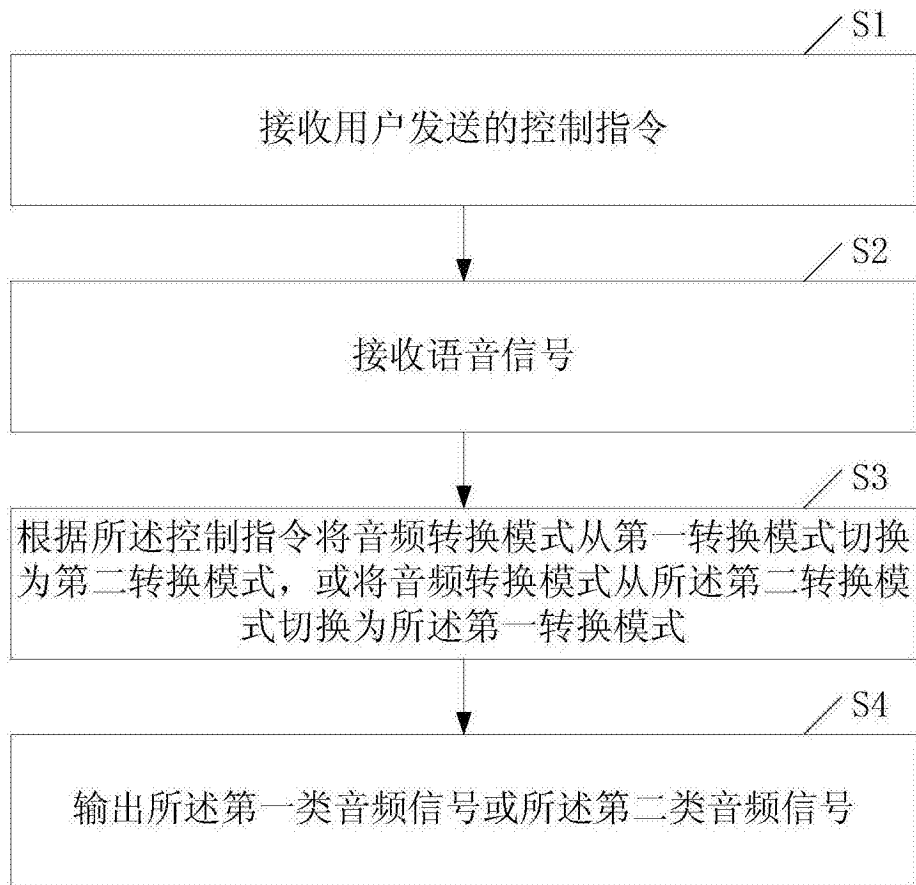 S1
接收用户发送的控制指令
S2
接收语音信号
S3
根据所述控制指令将音频转换模式从第一转换模式切换
为第二转换模式，或将音频转换模式从所述第二转换模
式切换为所述第一转换模式
S4
输出所述第一类音频信号或所述第二类音频信号